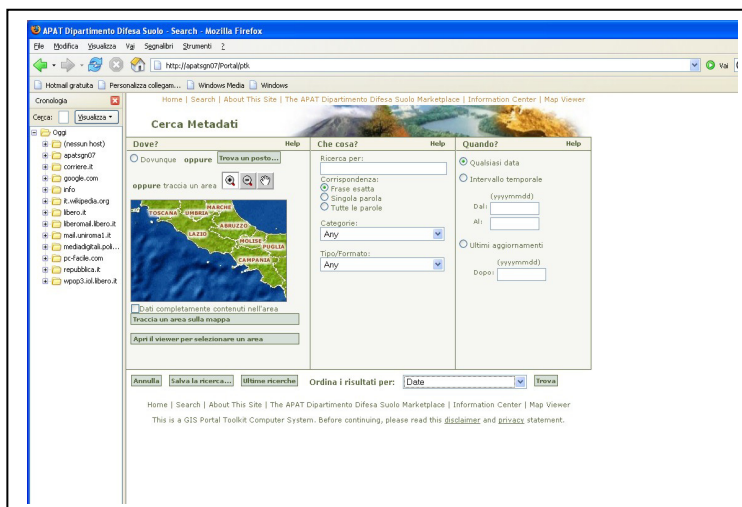 APAT Dipartimento Difesa Suolo - Search - Mozilla Firefox
File Modifica Visualizza Vai Segnalibri Strumenti ?
http://apatsgn07/Portal/ptk
Vai
Hotmail gratuita Personalizza collegam... Windows Media Windows
Cronologia
Cerca: Visualizza
Oggi
(nessun host)
apatsgn07
corriere.it
google.com
info
it.wikipedia.org
libero.it
liberomail.libero.it
mail.uniroma1.it
mediadigitali.poli...
pc-facile.com
repubblica.it
wpop3.iol.libero.it
Home | Search | About This Site | The APAT Dipartimento Difesa Suolo Marketplace | Information Center | Map Viewer
Cerca Metadati
Dove? Help
Dovunque oppure Trova un posto...
oppure traccia un area
TOSCANA UMBRIA MARCHE
LAZIO ABRUZZO
MOLISE PUGLIA
CAMPANIA
Dati completamente contenuti nell'area
Traccia un area sulla mappa
Apri il viewer per selezionare un area
Che cosa? Help
Ricerca per:
Corrispondenza:
Frase esatta
Singola parola
Tutte le parole
Categorie:
Any
Tipo/Formato:
Any
Quando? Help
Qualsiasi data
Intervallo temporale
(yyyymmdd)
Dal:
Al:
Ultimi aggiornamenti
(yyyymmdd)
Dopo:
Annulla Salva la ricerca... Ultime ricerche Ordina i risultati per: Date Trova
Home | Search | About This Site | The APAT Dipartimento Difesa Suolo Marketplace | Information Center | Map Viewer
This is a GIS Portal Toolkit Computer System. Before continuing, please read this disclaimer and privacy statement.